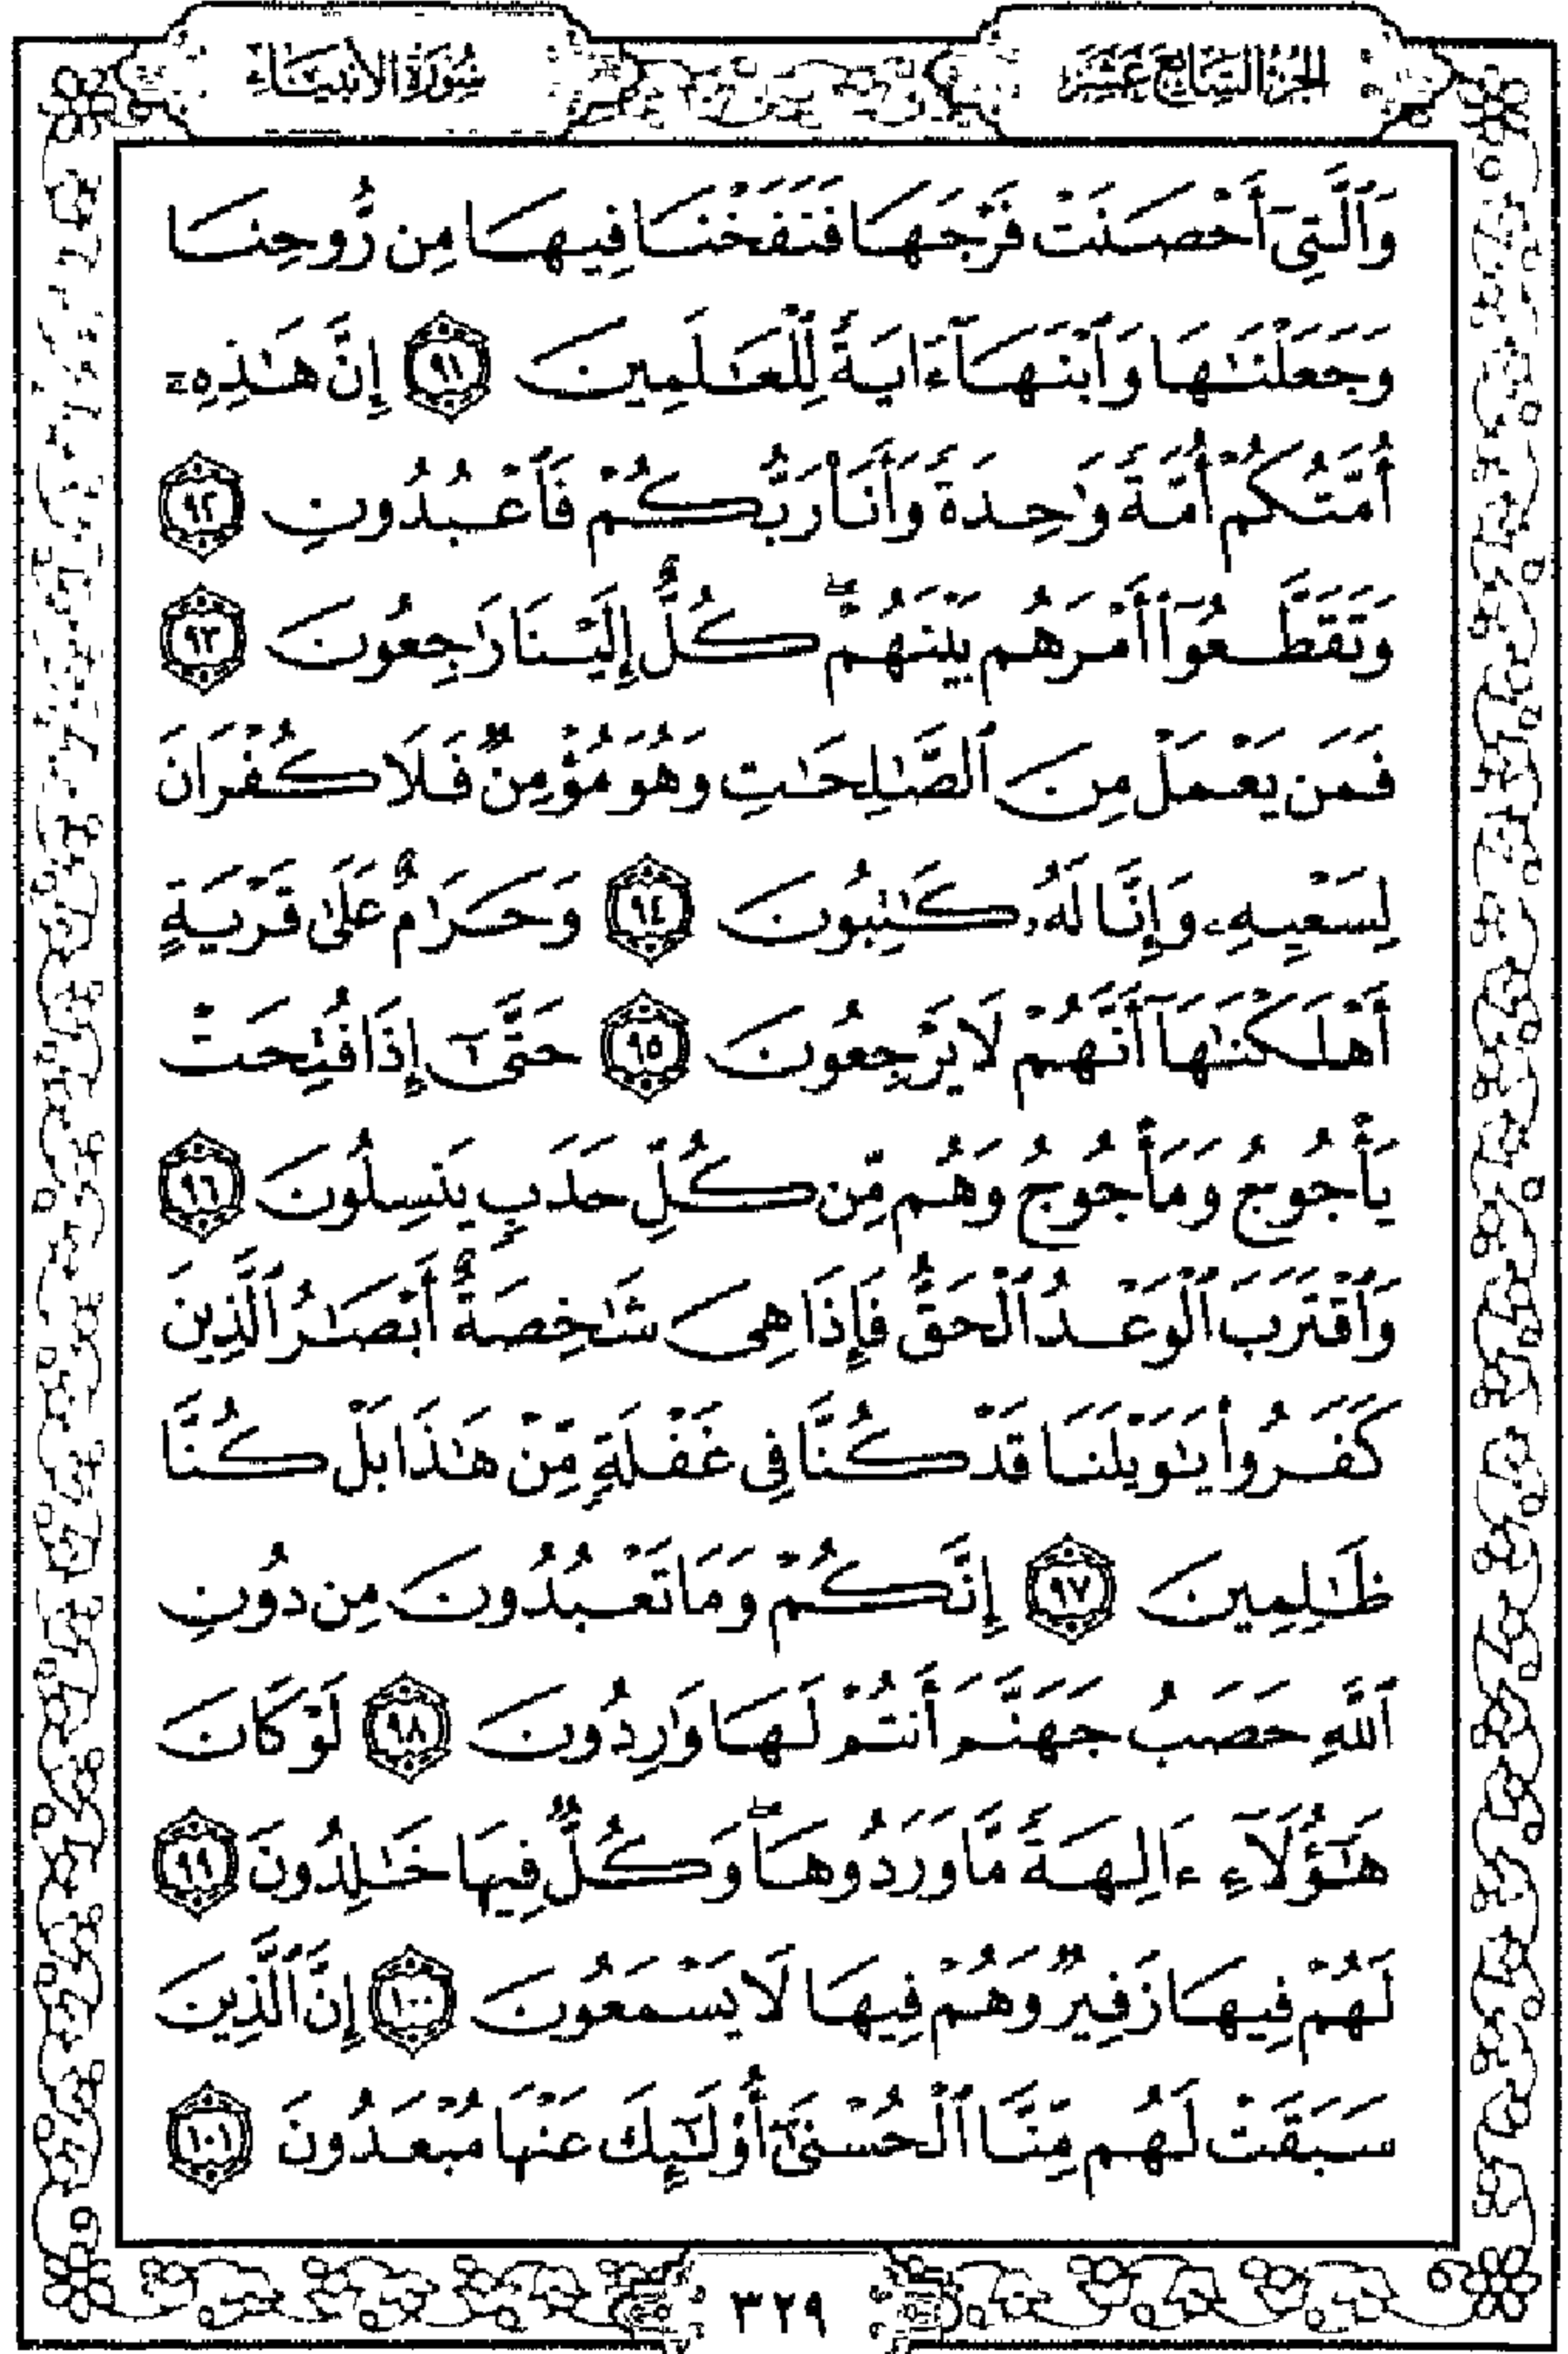 الجزء السابع عشر
سورة الأنبياء
وَٱلَّتِىٓ أَحْصَنَتْ فَرْجَهَا فَنَفَخْنَا فِيهَا مِن رُّوحِنَا
وَجَعَلْنَٰهَا وَٱبْنَهَآ ءَايَةً لِّلْعَٰلَمِينَ ٩١ إِنَّ هَٰذِهِۦٓ
أُمَّتُكُمْ أُمَّةً وَٰحِدَةً وَأَنَا۠ رَبُّكُمْ فَٱعْبُدُونِ ٩٢
وَتَقَطَّعُوٓا۟ أَمْرَهُم بَيْنَهُمْ ۖ كُلٌّ إِلَيْنَا رَٰجِعُونَ ٩٣
فَمَن يَعْمَلْ مِنَ ٱلصَّٰلِحَٰتِ وَهُوَ مُؤْمِنٌ فَلَا كُفْرَانَ
لِسَعْيِهِۦ وَإِنَّا لَهُۥ كَٰتِبُونَ ٩٤ وَحَرَٰمٌ عَلَىٰ قَرْيَةٍ
أَهْلَكْنَٰهَآ أَنَّهُمْ لَا يَرْجِعُونَ ٩٥ حَتَّىٰٓ إِذَا فُتِحَتْ
يَأْجُوجُ وَمَأْجُوجُ وَهُم مِّن كُلِّ حَدَبٍ يَنسِلُونَ ٩٦
وَٱقْتَرَبَ ٱلْوَعْدُ ٱلْحَقُّ فَإِذَا هِىَ شَٰخِصَةٌ أَبْصَٰرُ ٱلَّذِينَ
كَفَرُوا۟ يَٰوَيْلَنَا قَدْ كُنَّا فِى غَفْلَةٍ مِّنْ هَٰذَا بَلْ كُنَّا
ظَٰلِمِينَ ٩٧ إِنَّكُمْ وَمَا تَعْبُدُونَ مِن دُونِ
ٱللَّهِ حَصَبُ جَهَنَّمَ أَنتُمْ لَهَا وَٰرِدُونَ ٩٨ لَوْ كَانَ
هَٰٓؤُلَآءِ ءَالِهَةً مَّا وَرَدُوهَا ۖ وَكُلٌّ فِيهَا خَٰلِدُونَ ٩٩
لَهُمْ فِيهَا زَفِيرٌ وَهُمْ فِيهَا لَا يَسْمَعُونَ ١٠٠ إِنَّ ٱلَّذِينَ
سَبَقَتْ لَهُم مِّنَّا ٱلْحُسْنَىٰٓ أُو۟لَٰٓئِكَ عَنْهَا مُبْعَدُونَ ١٠١
٣٢٩